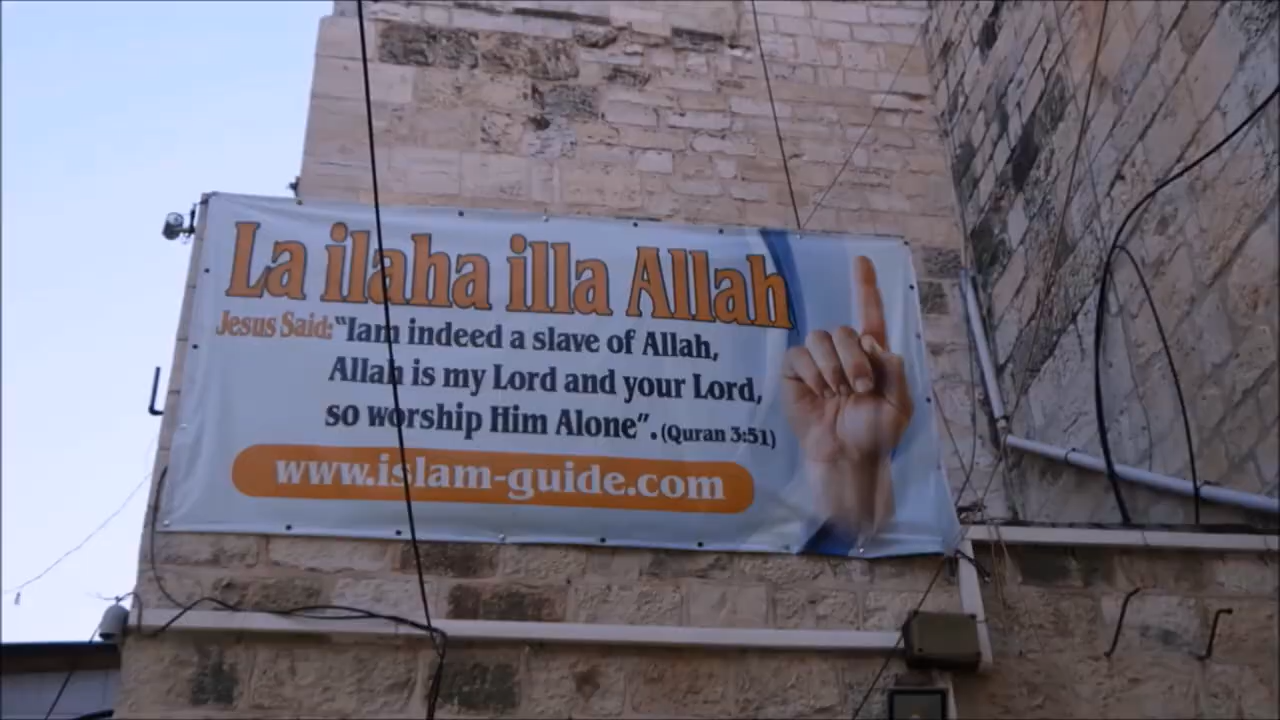 La ilaha illa Allah
Jesus Said: “Iam indeed a slave of Allah,
Allah is my Lord and your Lord,
so worship Him Alone”. (Quran 3:51)
www.islam-guide.com